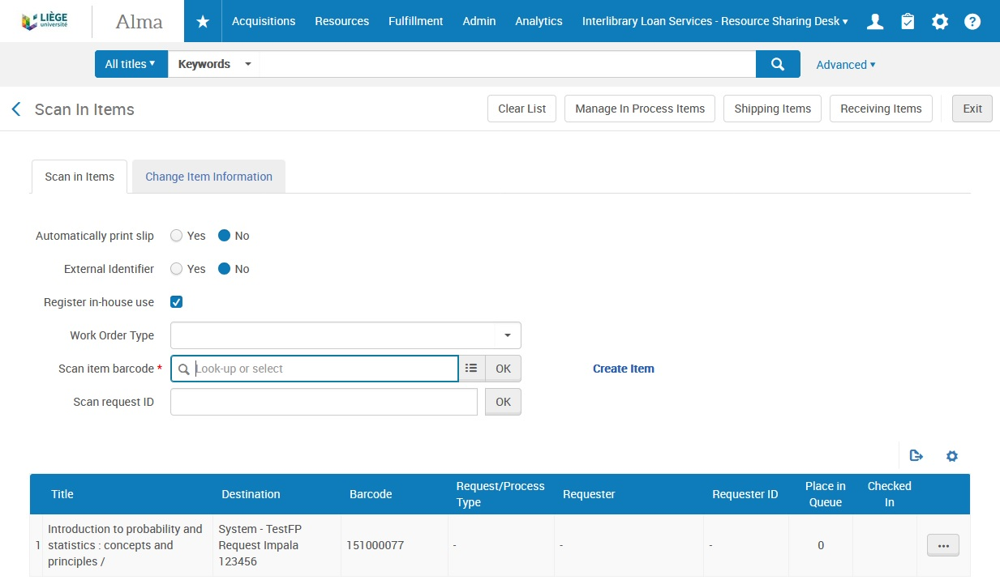 LIÈGE
université
Alma
Acquisitions Resources Fulfillment Admin Analytics Interlibrary Loan Services - Resource Sharing Desk
?
All titles Keywords Advanced
Scan In Items Clear List Manage In Process Items Shipping Items Receiving Items Exit
Scan in Items Change Item Information
Automatically print slip Yes No
External Identifier Yes No
Register in-house use
Work Order Type
Scan item barcode * Look-up or select OK Create Item
Scan request ID OK
Title Destination Barcode Request/Process Type Requester Requester ID Place in Queue Checked In
Introduction to probability and System - TestFP
1 statistics : concepts and Request Impala 151000077 - - - 0 ...
principles / 123456